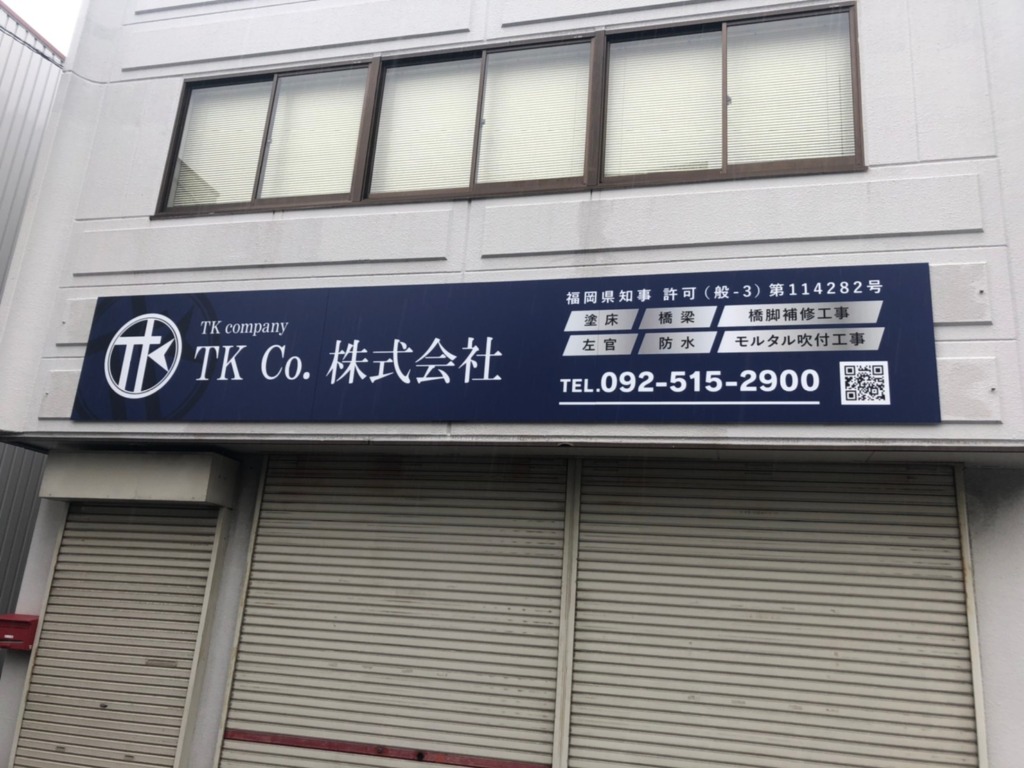 TK
TK company
TK Co. 株式会社
福岡県知事 許可(般-3)第114282号
塗床 橋梁 橋脚補修工事
左官 防水 モルタル吹付工事
TEL.092-515-2900